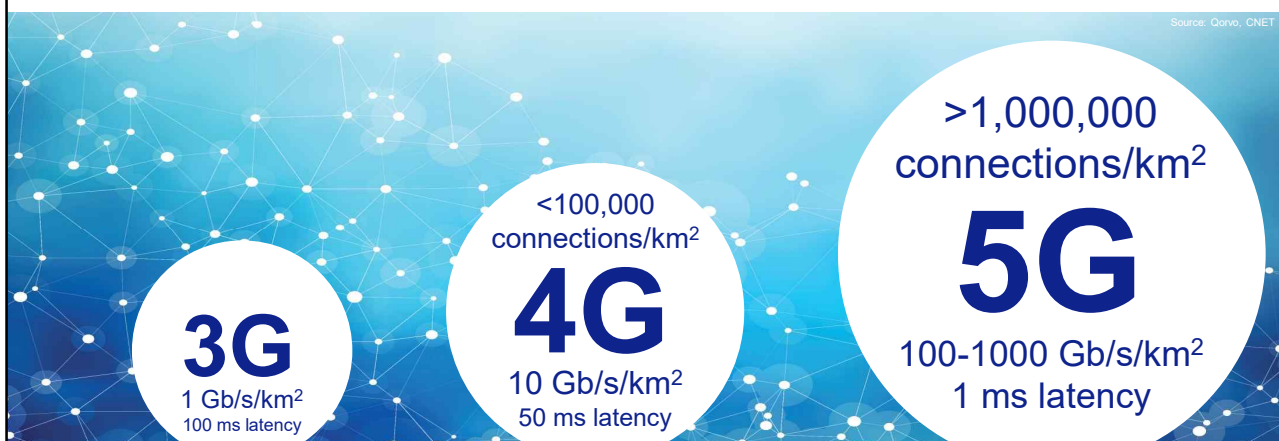 Source: Qorvo, CNET
>1,000,000
connections/km²
5G
100-1000 Gb/s/km²
1 ms latency
<100,000
connections/km²
4G
10 Gb/s/km²
50 ms latency
3G
1 Gb/s/km²
100 ms latency